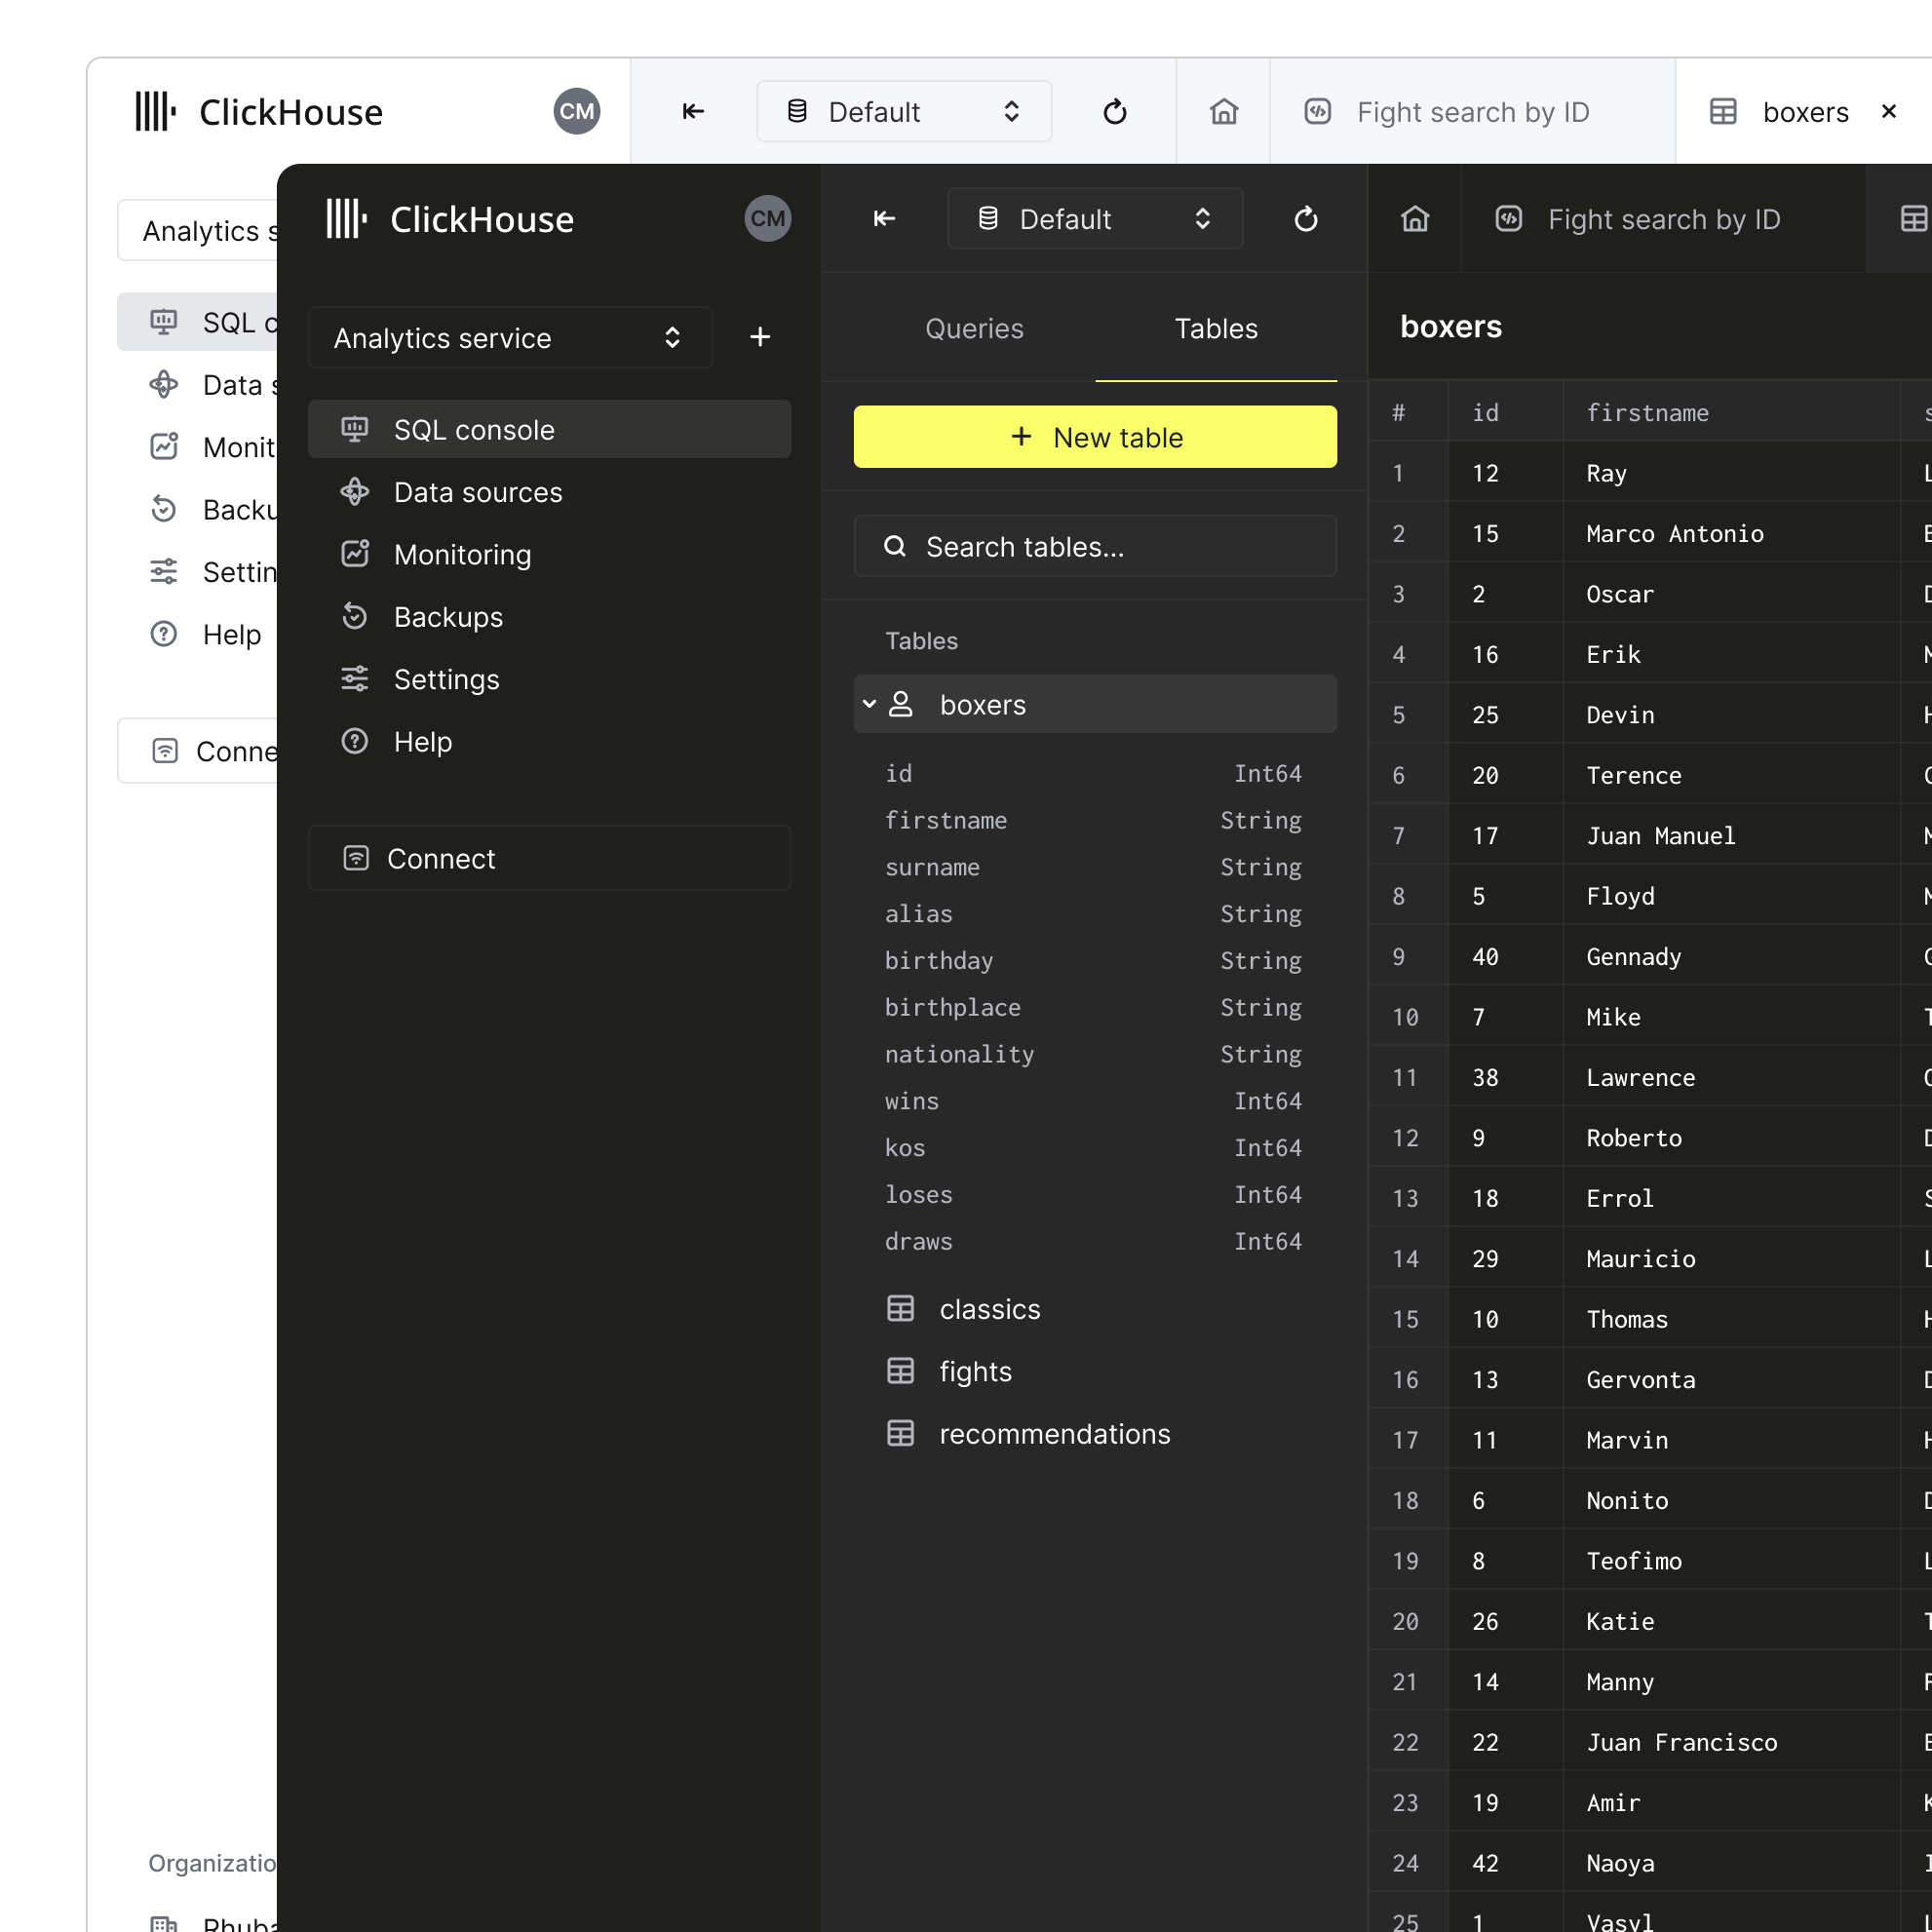 ClickHouse
CM
Default
Fight search by ID
boxers
Analytics
SQL
Data
Help
ClickHouse
CM
Default
Fight search by ID
Analytics service
SQL console
Data sources
Monitoring
Backups
Settings
Help
Connect
Queries Tables
New table
Search tables...
Tables
boxers
id Int64
firstname String
surname String
alias String
birthday String
birthplace String
nationality String
wins Int64
kos Int64
loses Int64
draws Int64
classics
fights
recommendations
boxers
# id firstname
1 12 Ray
2 15 Marco Antonio
3 2 Oscar
4 16 Erik
5 25 Devin
6 20 Terence
7 17 Juan Manuel
8 5 Floyd
9 40 Gennady
10 7 Mike
11 38 Lawrence
12 9 Roberto
13 18 Errol
14 29 Mauricio
15 10 Thomas
16 13 Gervonta
17 11 Marvin
18 6 Nonito
19 8 Teofimo
20 26 Katie
21 14 Manny
22 22 Juan Francisco
23 19 Amir
24 42 Naoya
25 1 Vasyl